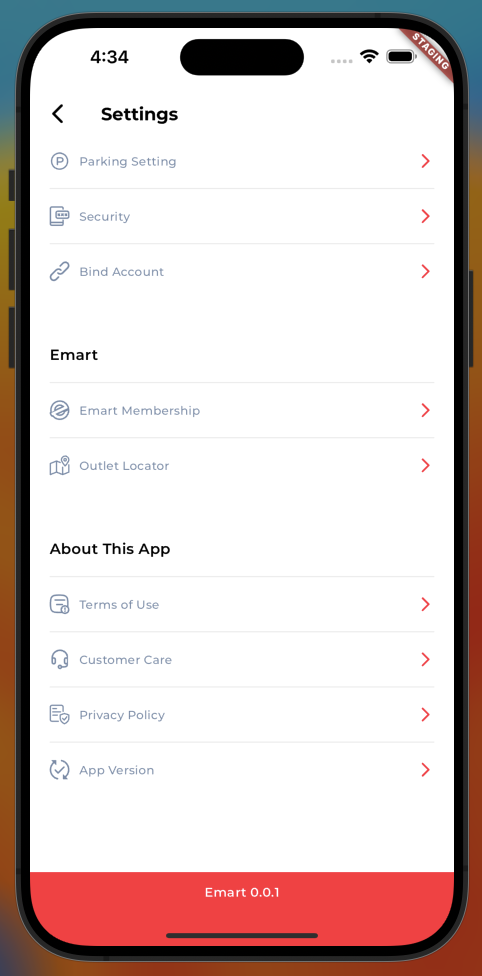 4:34
STAGING
Settings
Parking Setting
Security
Bind Account
Emart
Emart Membership
Outlet Locator
About This App
Terms of Use
Customer Care
Privacy Policy
App Version
Emart 0.0.1